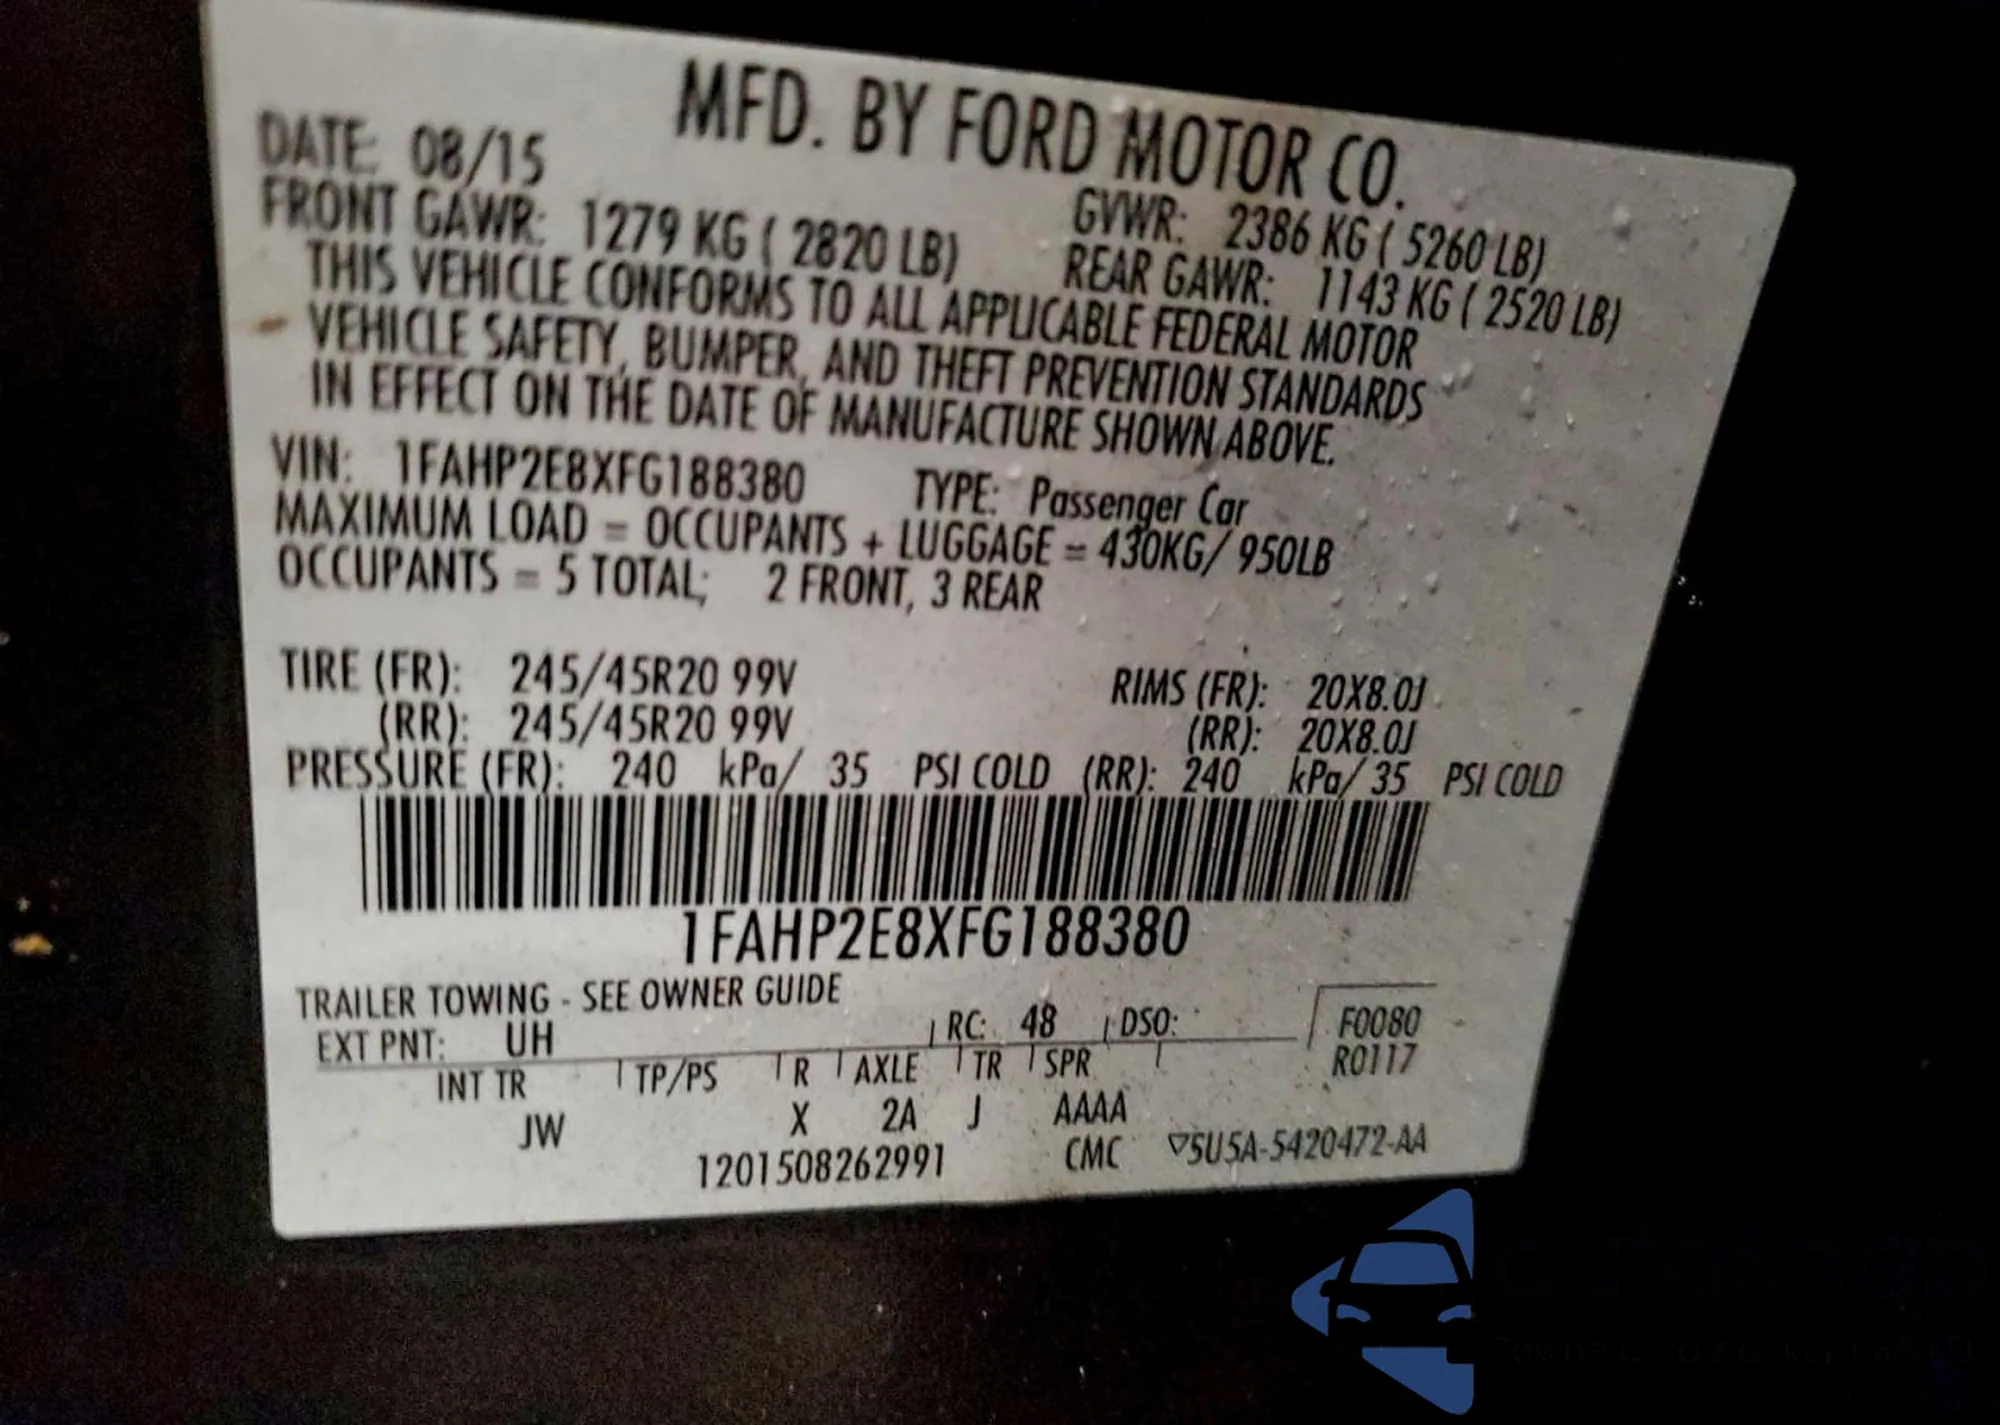 MFD. BY FORD MOTOR CO.
DATE: 08/15
GVWR: 2386 KG ( 5260 LB)
FRONT GAWR: 1279 KG ( 2820 LB)
REAR GAWR: 1143 KG ( 2520 LB)
THIS VEHICLE CONFORMS TO ALL APPLICABLE FEDERAL MOTOR
VEHICLE SAFETY, BUMPER, AND THEFT PREVENTION STANDARDS
IN EFFECT ON THE DATE OF MANUFACTURE SHOWN ABOVE.
VIN: 1FAHP2E8XFG188380 TYPE: Passenger Car
MAXIMUM LOAD = OCCUPANTS + LUGGAGE = 430KG/ 950LB
OCCUPANTS = 5 TOTAL; 2 FRONT, 3 REAR
TIRE (FR): 245/45R20 99V RIMS (FR): 20X8.0J
(RR): 245/45R20 99V (RR): 20X8.0J
PRESSURE (FR): 240 kPa/ 35 PSI COLD (RR): 240 kPa/ 35 PSI COLD
1FAHP2E8XFG188380
TRAILER TOWING - SEE OWNER GUIDE
EXT PNT: UH RC: 48 DSO: F0080
R0117
INT TR TP/PS R AXLE TR SPR
JW X 2A J AAAA
1201508262991 CMC ▽5U5A-5420472-AA
autoSnap